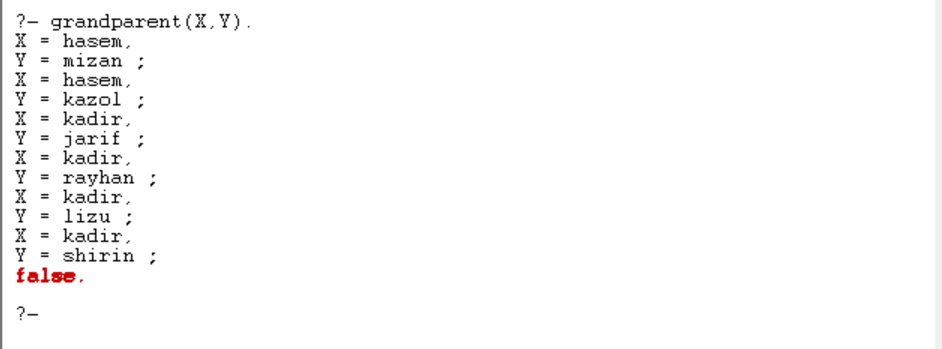 ?- grandparent(X,Y).
X = hasem,
Y = mizan ;
X = hasem,
Y = kazol ;
X = kadir,
Y = jarif ;
X = kadir,
Y = rayhan ;
X = kadir,
Y = lizu ;
X = kadir,
Y = shirin ;
false.
?-